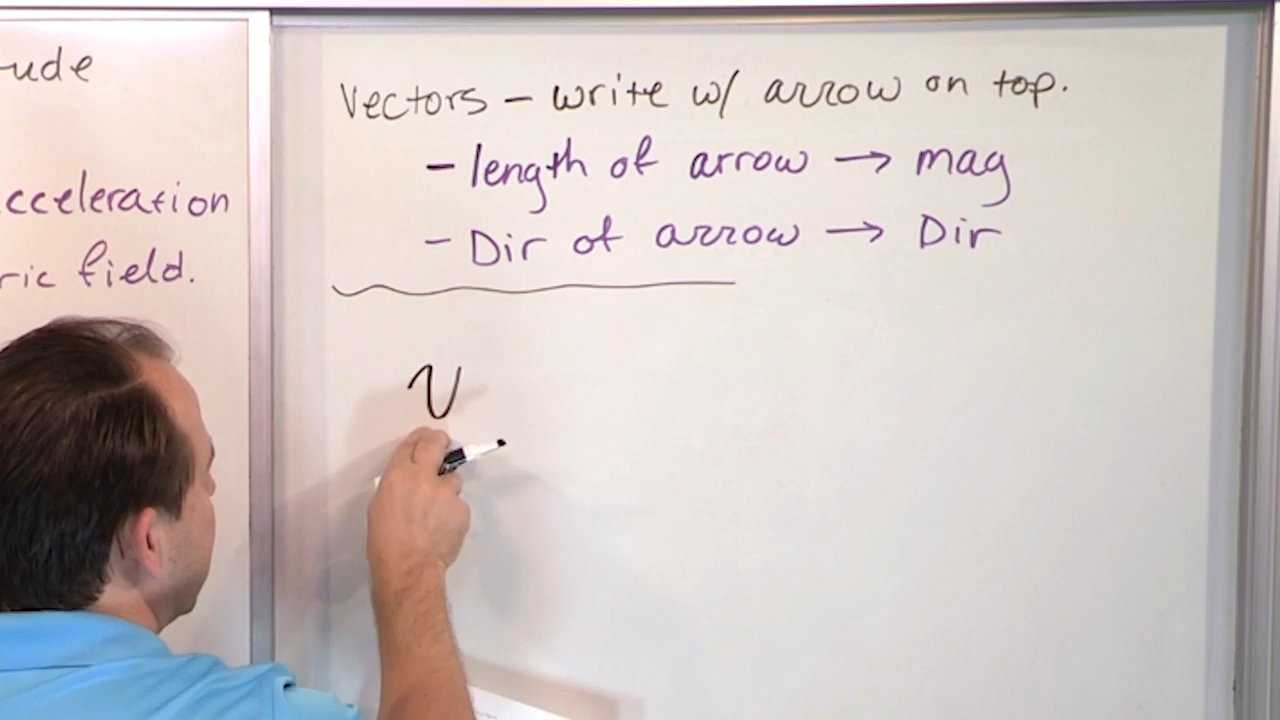 ude
cceleration
ric field.
Vectors – write w/ arrow on top.
- length of arrow → mag
- Dir of arrow → Dir
v